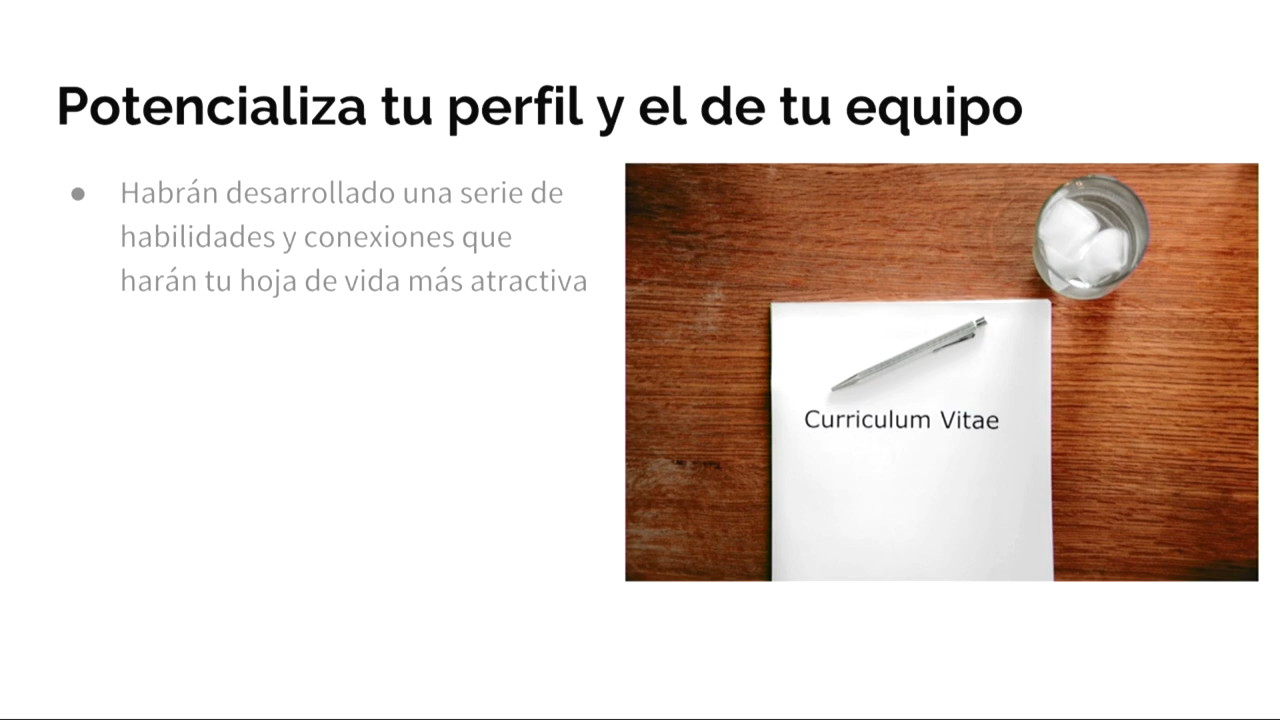 Potencializa tu perfil y el de tu equipo
● Habrán desarrollado una serie de
habilidades y conexiones que
harán tu hoja de vida más atractiva
Curriculum Vitae